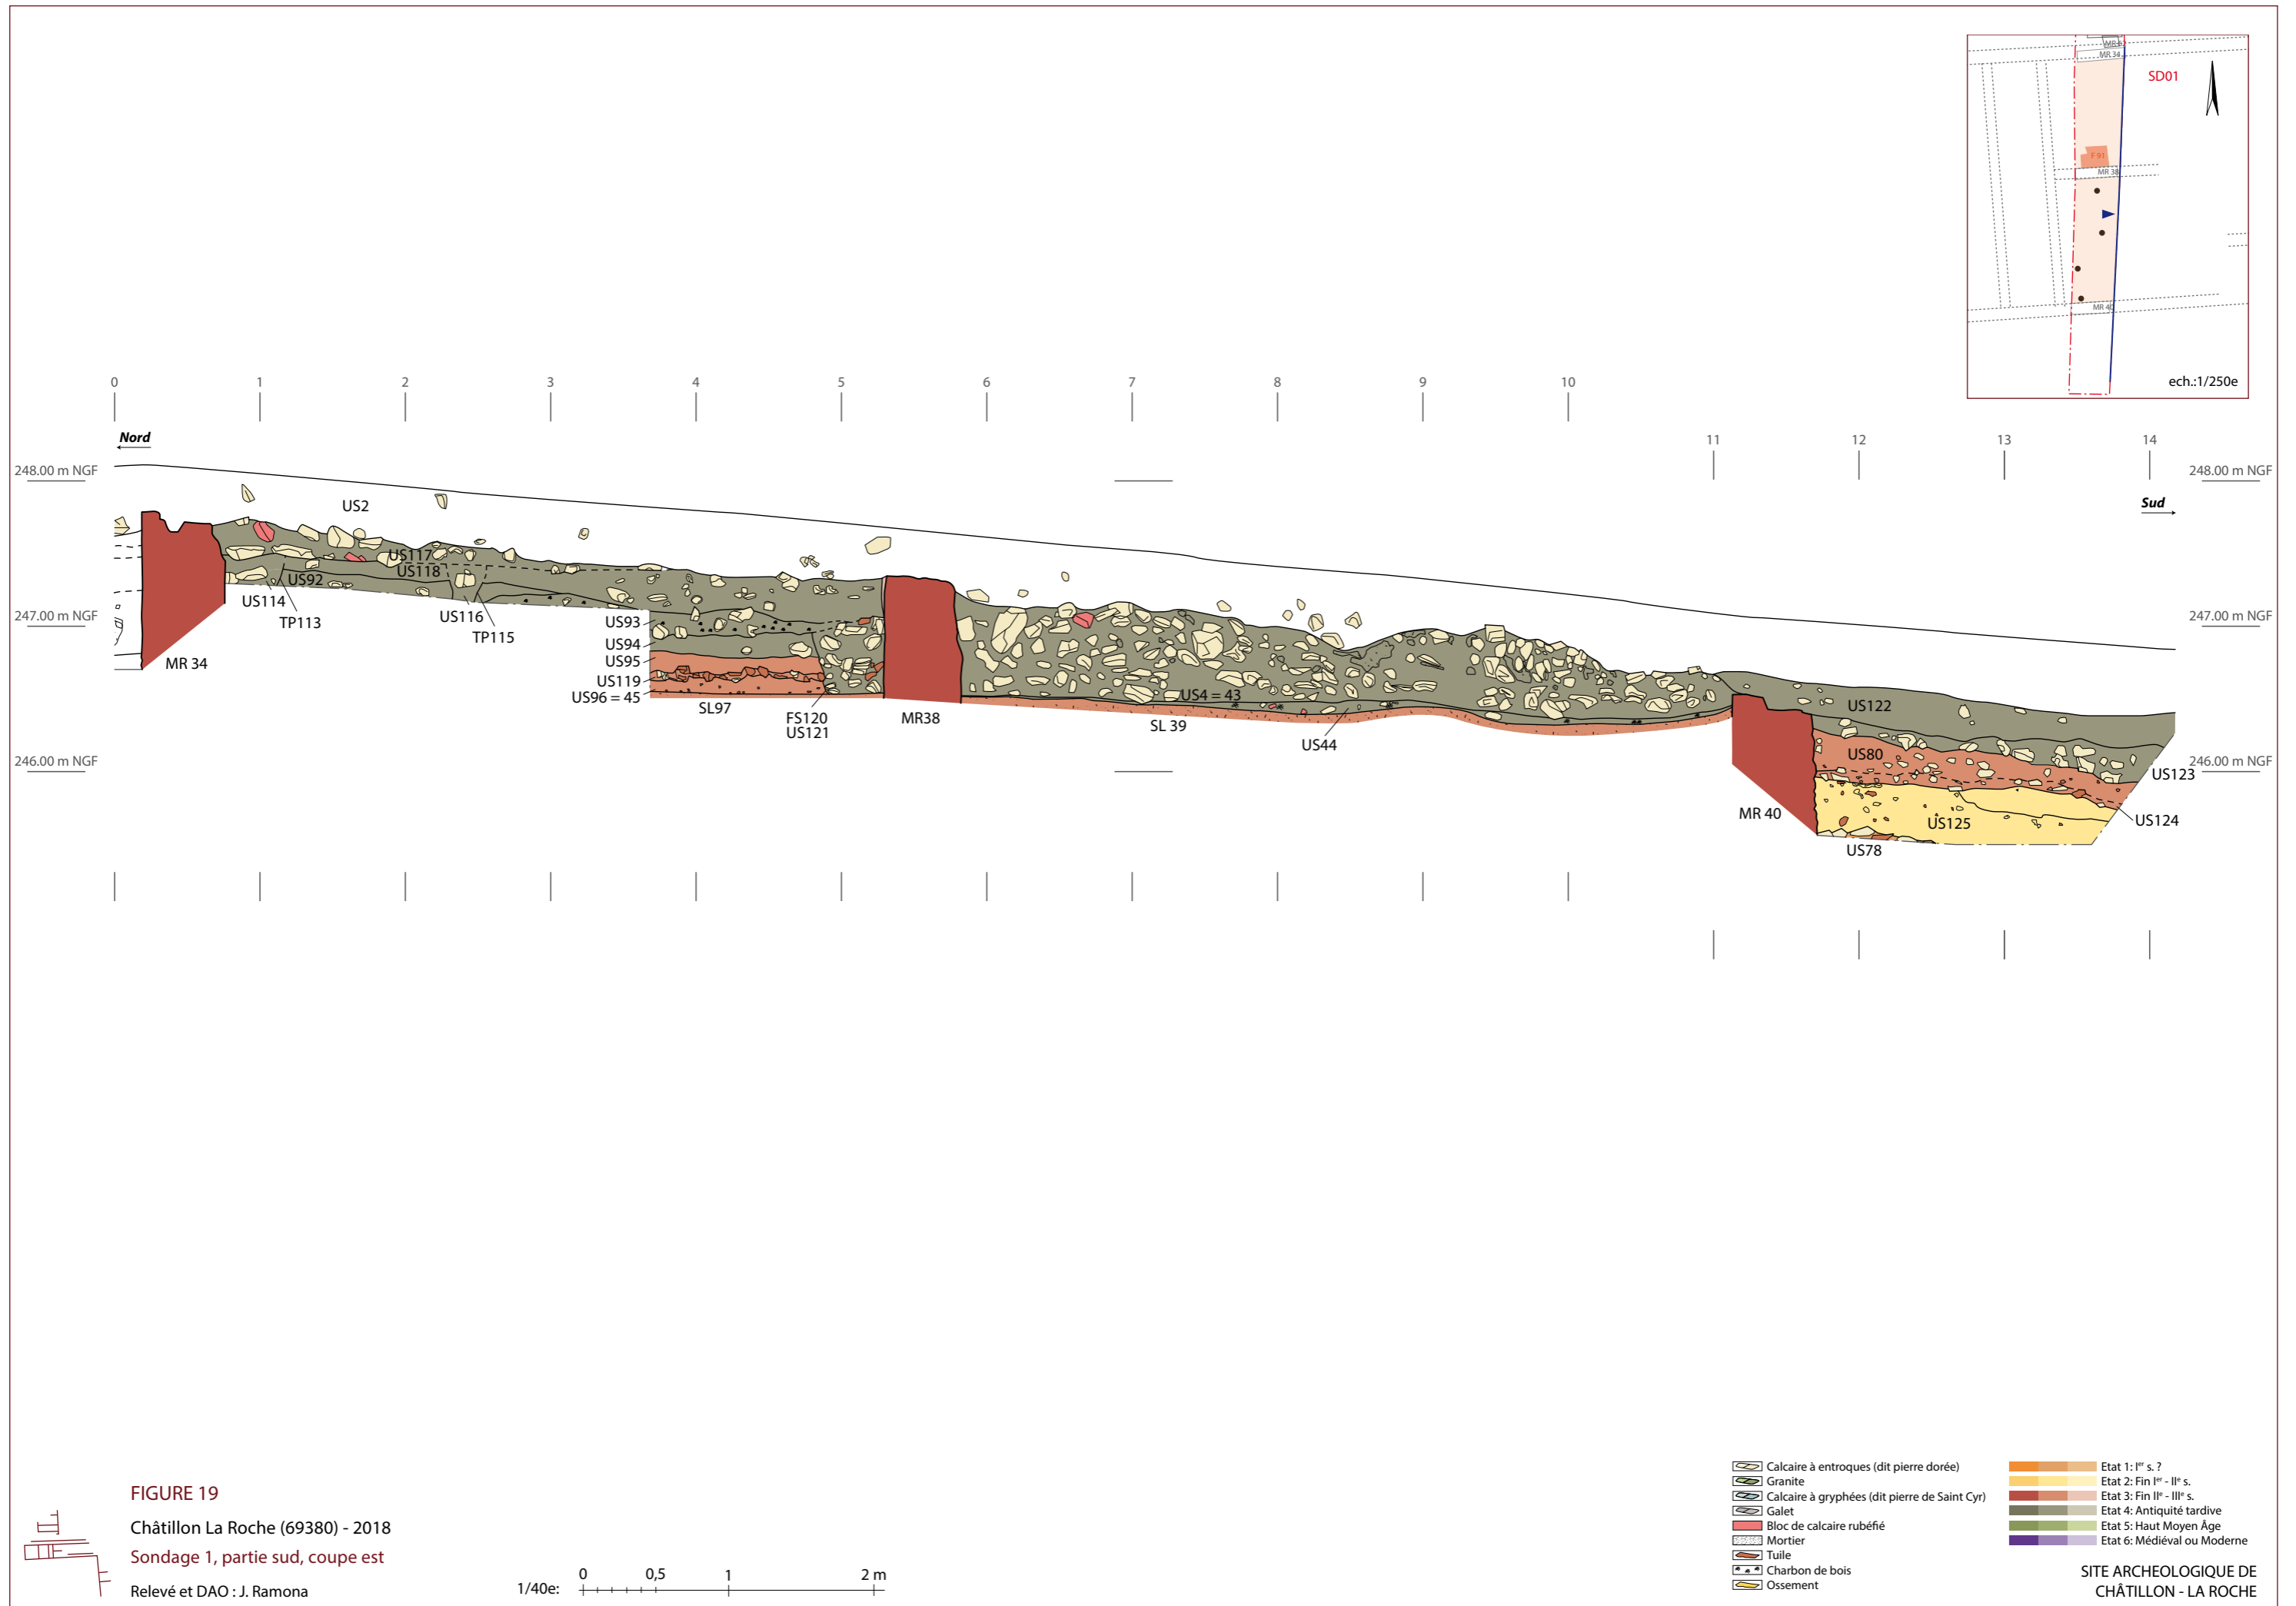 MR 34
SD01
F 91
MR 38
MR 40
ech.:1/250e
0 1 2 3 4 5 6 7 8 9 10
11 12 13 14
Nord
248.00 m NGF
248.00 m NGF
Sud
US2
US117
US118
US92
US114
TP113
US116
TP115
247.00 m NGF
247.00 m NGF
MR 34
US93
US94
US95
US119
US96 = 45
SL97
FS120
US121
MR38
US4 = 43
SL 39
US44
US122
US80
246.00 m NGF
246.00 m NGF
US123
MR 40
US125
US124
US78
FIGURE 19
Châtillon La Roche (69380) - 2018
Sondage 1, partie sud, coupe est
Relevé et DAO : J. Ramona
1/40e:
0 0,5 1 2 m
Calcaire à entroques (dit pierre dorée)
Granite
Calcaire à gryphées (dit pierre de Saint Cyr)
Galet
Bloc de calcaire rubéfié
Mortier
Tuile
Charbon de bois
Ossement
Etat 1: Iᵉʳ s. ?
Etat 2: Fin Iᵉʳ - IIᵉ s.
Etat 3: Fin IIᵉ - IIIᵉ s.
Etat 4: Antiquité tardive
Etat 5: Haut Moyen Âge
Etat 6: Médiéval ou Moderne
SITE ARCHEOLOGIQUE DE
CHÂTILLON - LA ROCHE